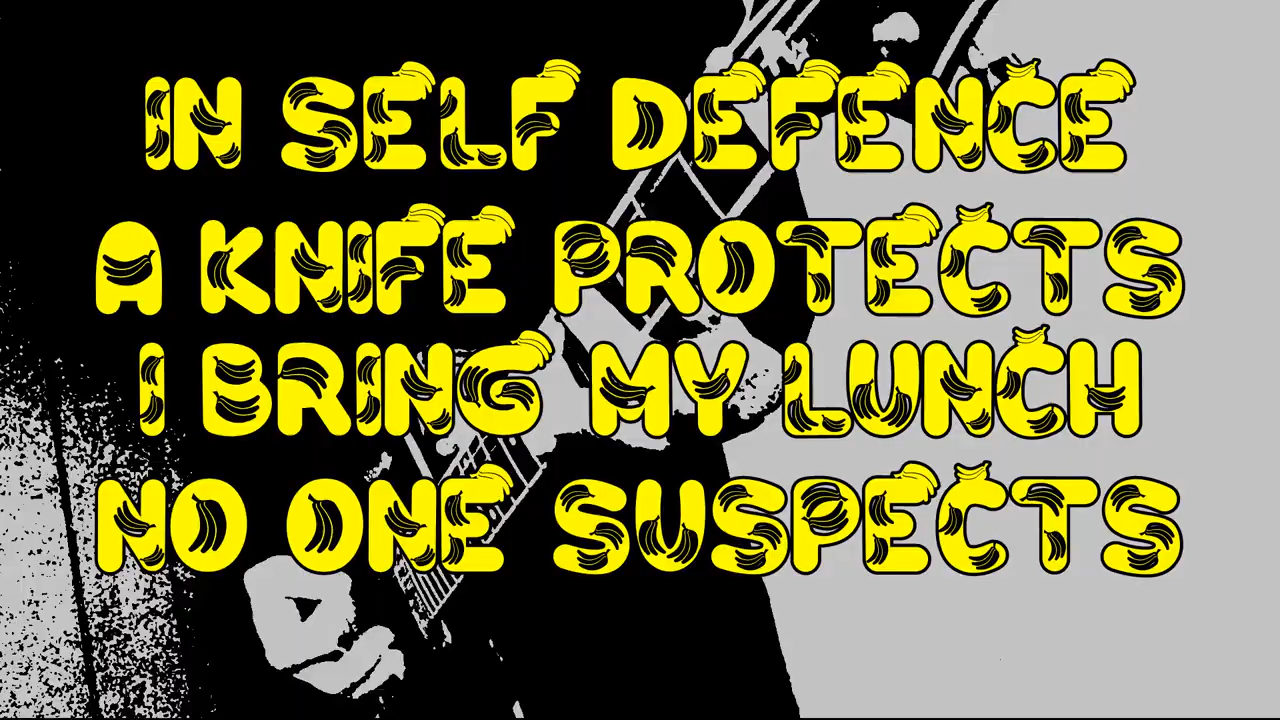 IN SELF DEFENCE
A KNIFE PROTECTS
I BRING MY LUNCH
NO ONE SUSPECTS